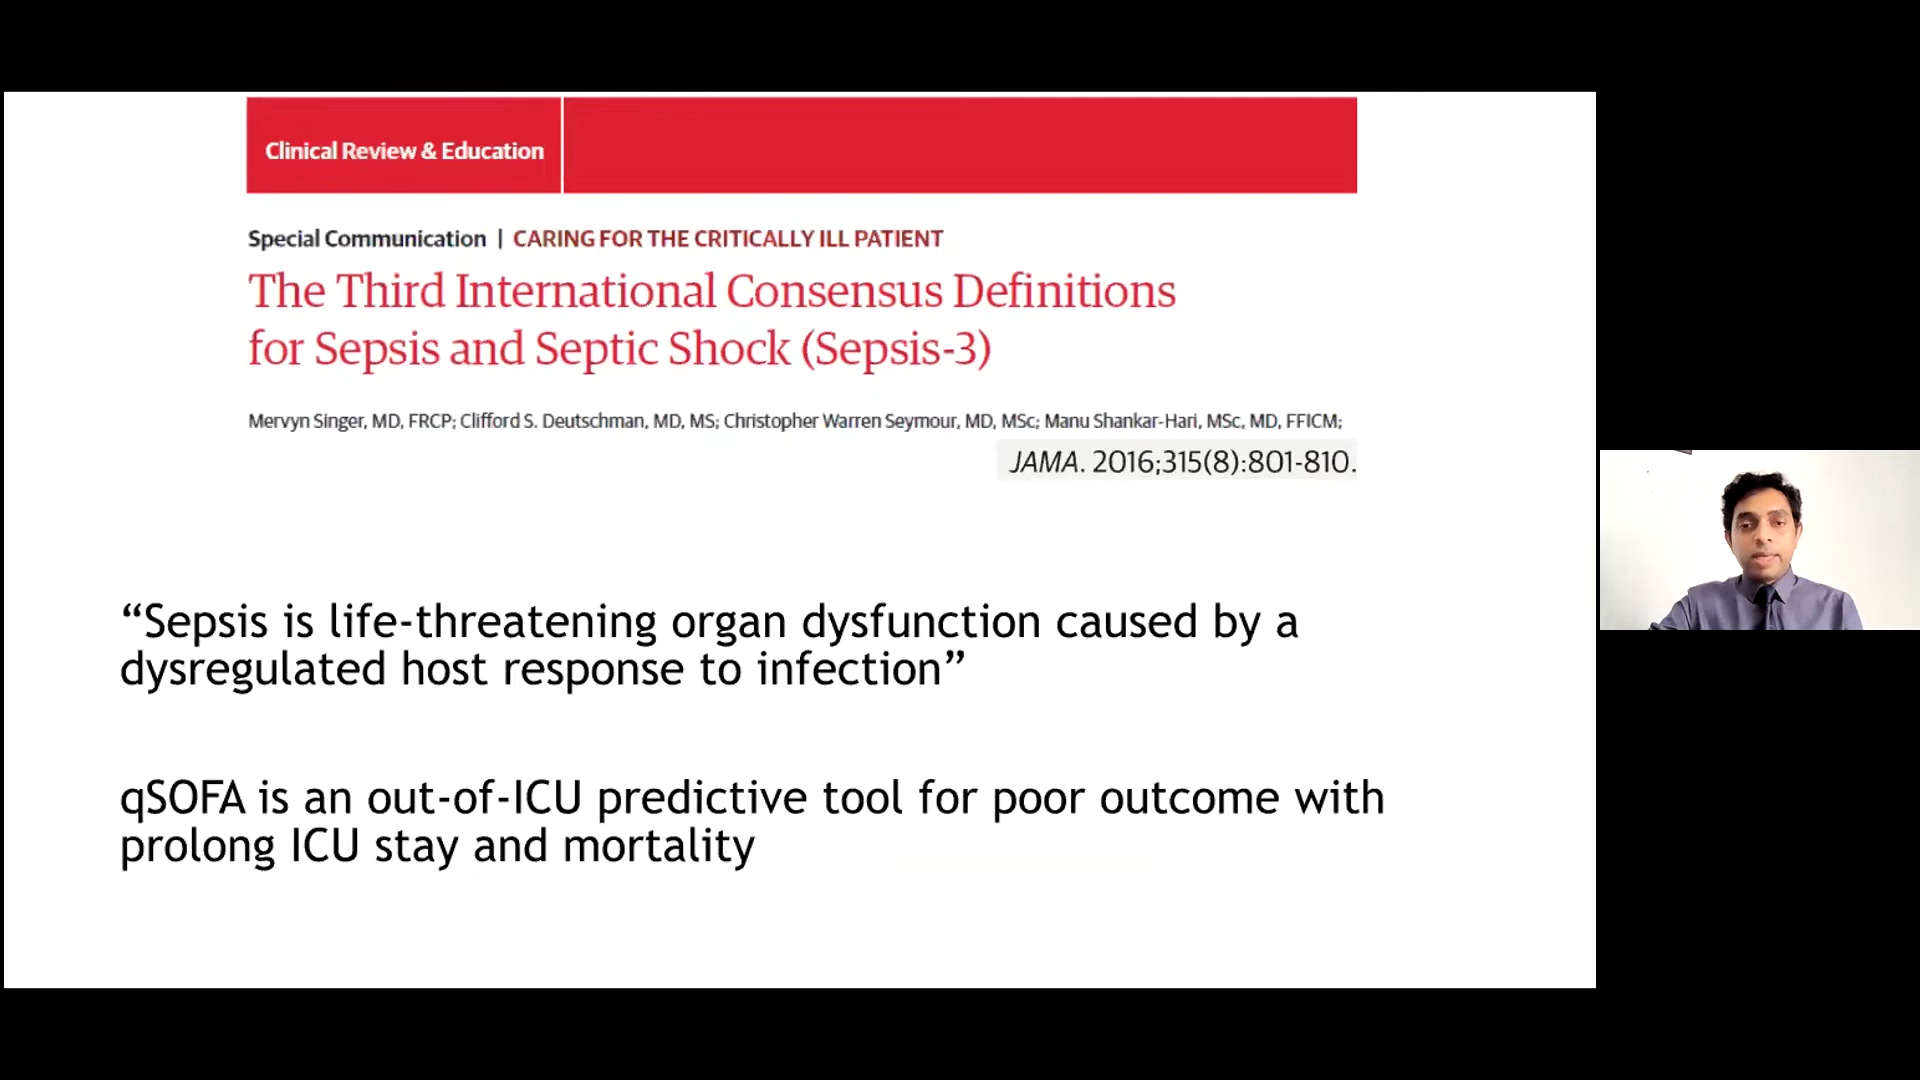 Clinical Review & Education
Special Communication | CARING FOR THE CRITICALLY ILL PATIENT
The Third International Consensus Definitions
for Sepsis and Septic Shock (Sepsis-3)
Mervyn Singer, MD, FRCP; Clifford S. Deutschman, MD, MS; Christopher Warren Seymour, MD, MSc; Manu Shankar-Hari, MSc, MD, FFICM;
JAMA. 2016;315(8):801-810.
“Sepsis is life-threatening organ dysfunction caused by a
dysregulated host response to infection”
qSOFA is an out-of-ICU predictive tool for poor outcome with
prolong ICU stay and mortality